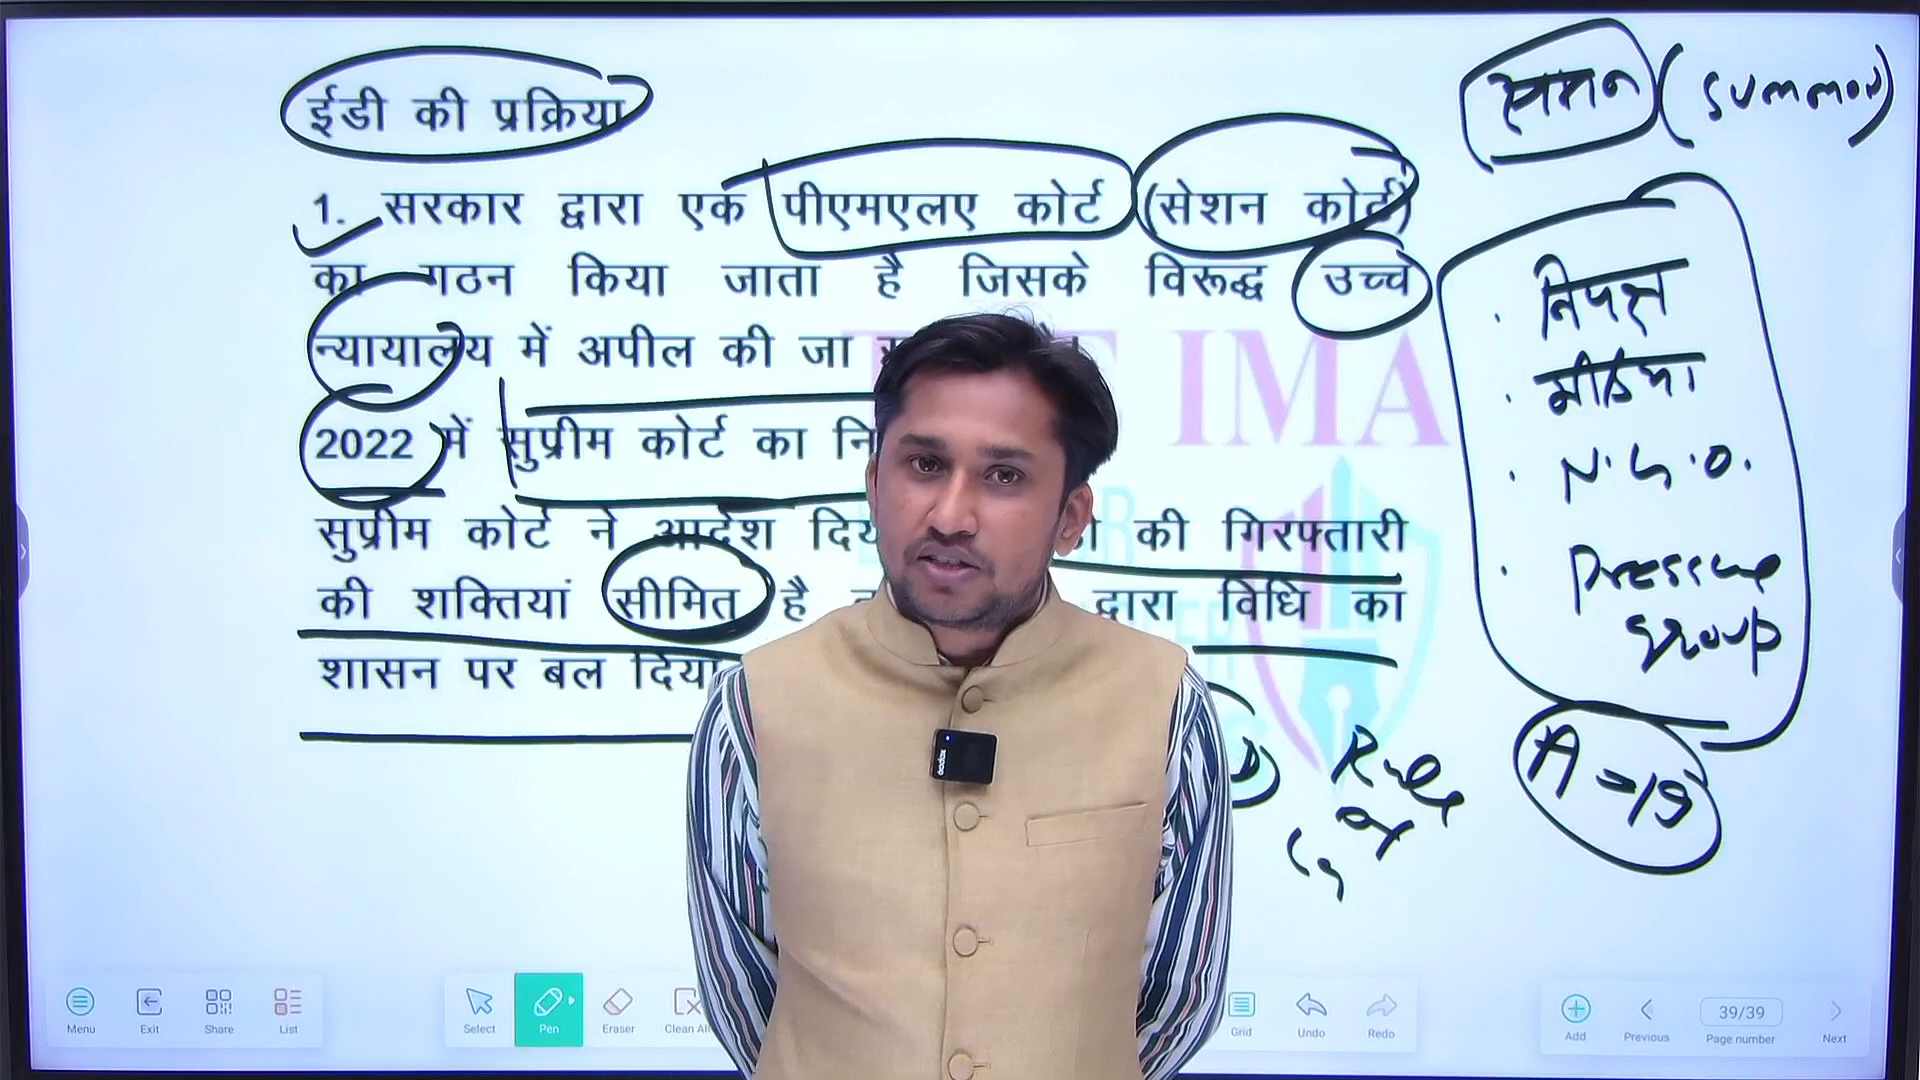 ईडी की प्रक्रिया
1. सरकार द्वारा एक पीएमएलए कोर्ट (सेशन कोर्ट)
का गठन किया जाता है जिसके विरूद्ध उच्च
न्यायालय में अपील की जा
2022 में सुप्रीम कोर्ट का
सुप्रीम कोर्ट ने आदेश की गिरफ्तारी
की शक्तियां सीमित है द्वारा विधि का
शासन पर बल दिया
समन (summon)
विपक्ष
मीडिया
N.G.O.
Pressure
group
A=19
Rule
of
IMA
godox
Menu Exit Share List
Select Pen Eraser Clean All
Grid Undo Redo
Add Previous 39/39 Page number Next